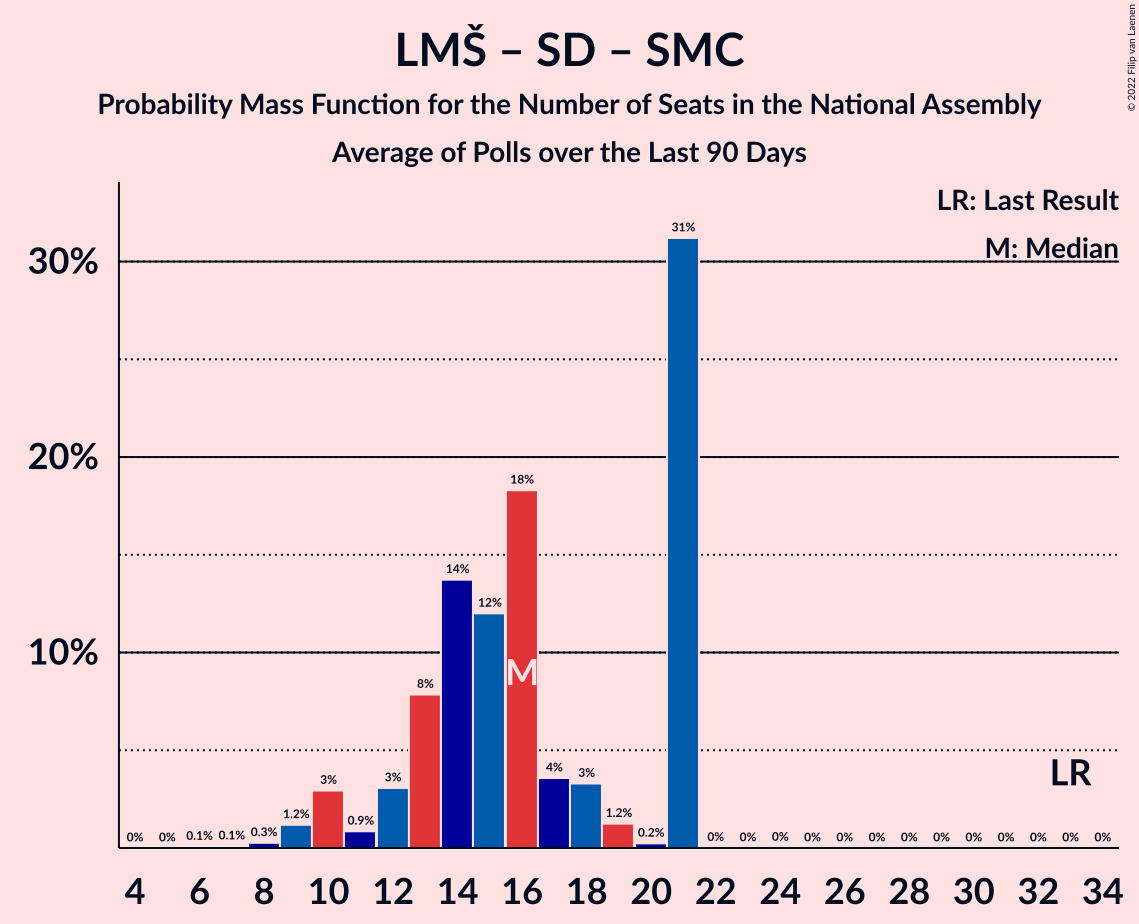 LMŠ – SD – SMC
Probability Mass Function for the Number of Seats in the National Assembly
Average of Polls over the Last 90 Days
© 2022 Filip van Laenen
LR: Last Result
M: Median
30%
20%
10%
0% 0% 0.1% 0.1% 0.3% 1.2% 3% 0.9% 3% 8% 14% 12% 18% 4% 3% 1.2% 0.2% 31% 0% 0% 0% 0% 0% 0% 0% 0% 0% 0% 0% 0% 0%
M
LR
4 6 8 10 12 14 16 18 20 22 24 26 28 30 32 34